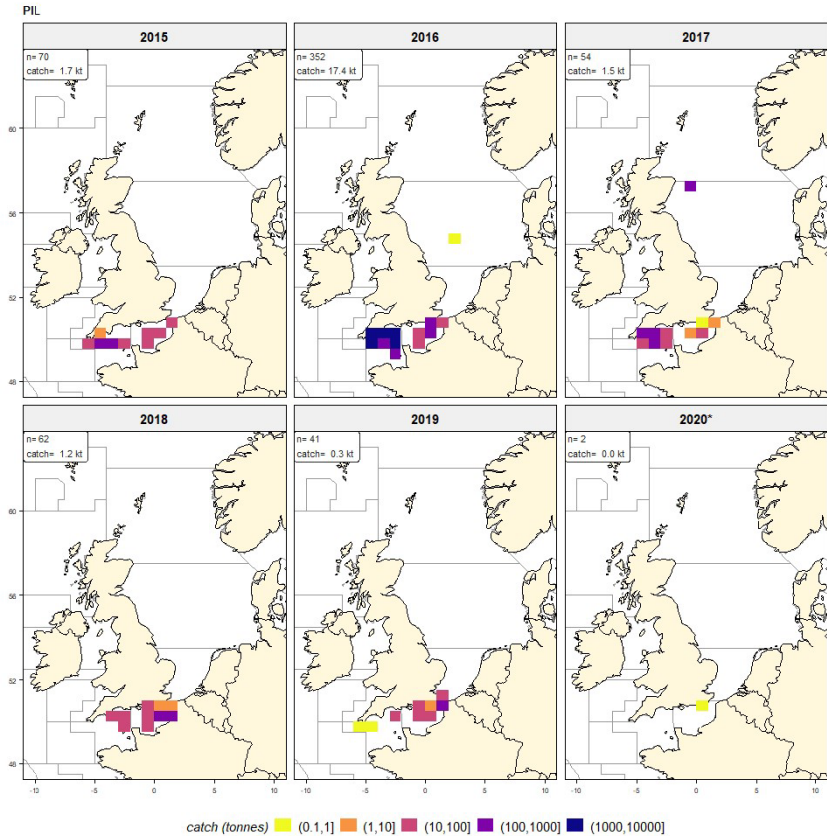 PIL
2015
2016
2017
n= 70
catch= 1.7 kt
n= 352
catch= 17.4 kt
n= 54
catch= 1.5 kt
60
56
52
48
2018
2019
2020*
n= 62
catch= 1.2 kt
n= 41
catch= 0.3 kt
n= 2
catch= 0.0 kt
60
56
52
48
-10 -5 0 5 10 -10 -5 0 5 10 -10 -5 0 5 10
catch (tonnes) (0.1,1] (1,10] (10,100] (100,1000] (1000,10000]